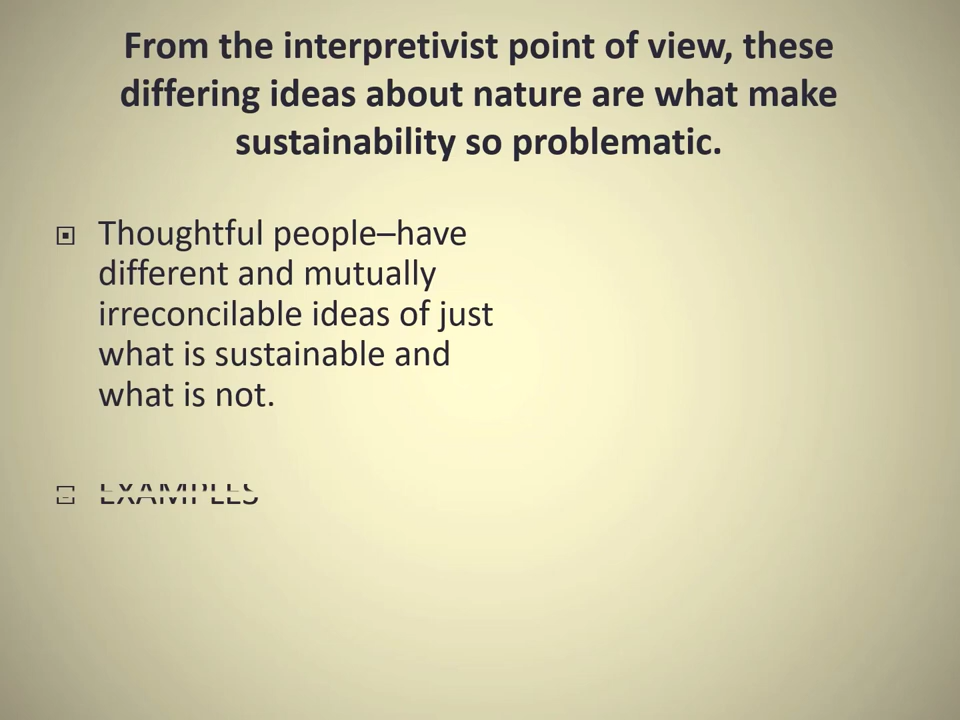 From the interpretivist point of view, these
differing ideas about nature are what make
sustainability so problematic.
Thoughtful people–have
different and mutually
irreconcilable ideas of just
what is sustainable and
what is not.
EXAMPLES